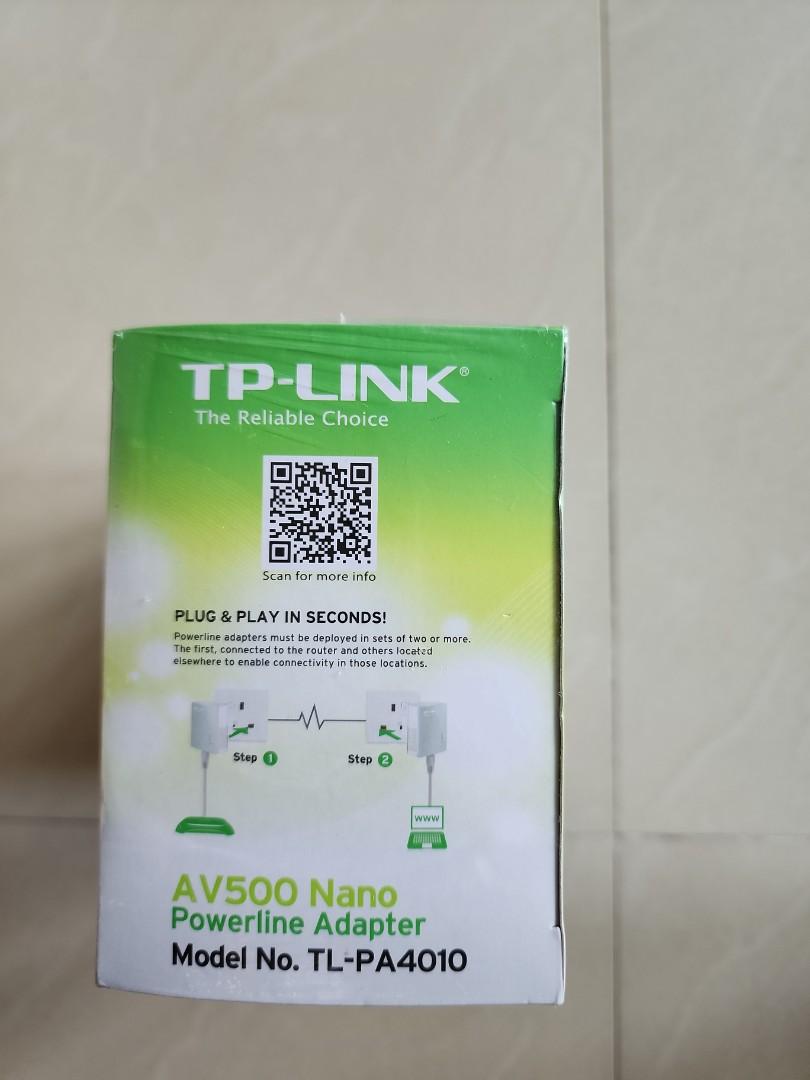 TP-LINK®
The Reliable Choice
Scan for more info
PLUG & PLAY IN SECONDS!
Powerline adapters must be deployed in sets of two or more.
The first, connected to the router and others located
elsewhere to enable connectivity in those locations.
Step 1
Step 2
www
AV500 Nano
Powerline Adapter
Model No. TL-PA4010